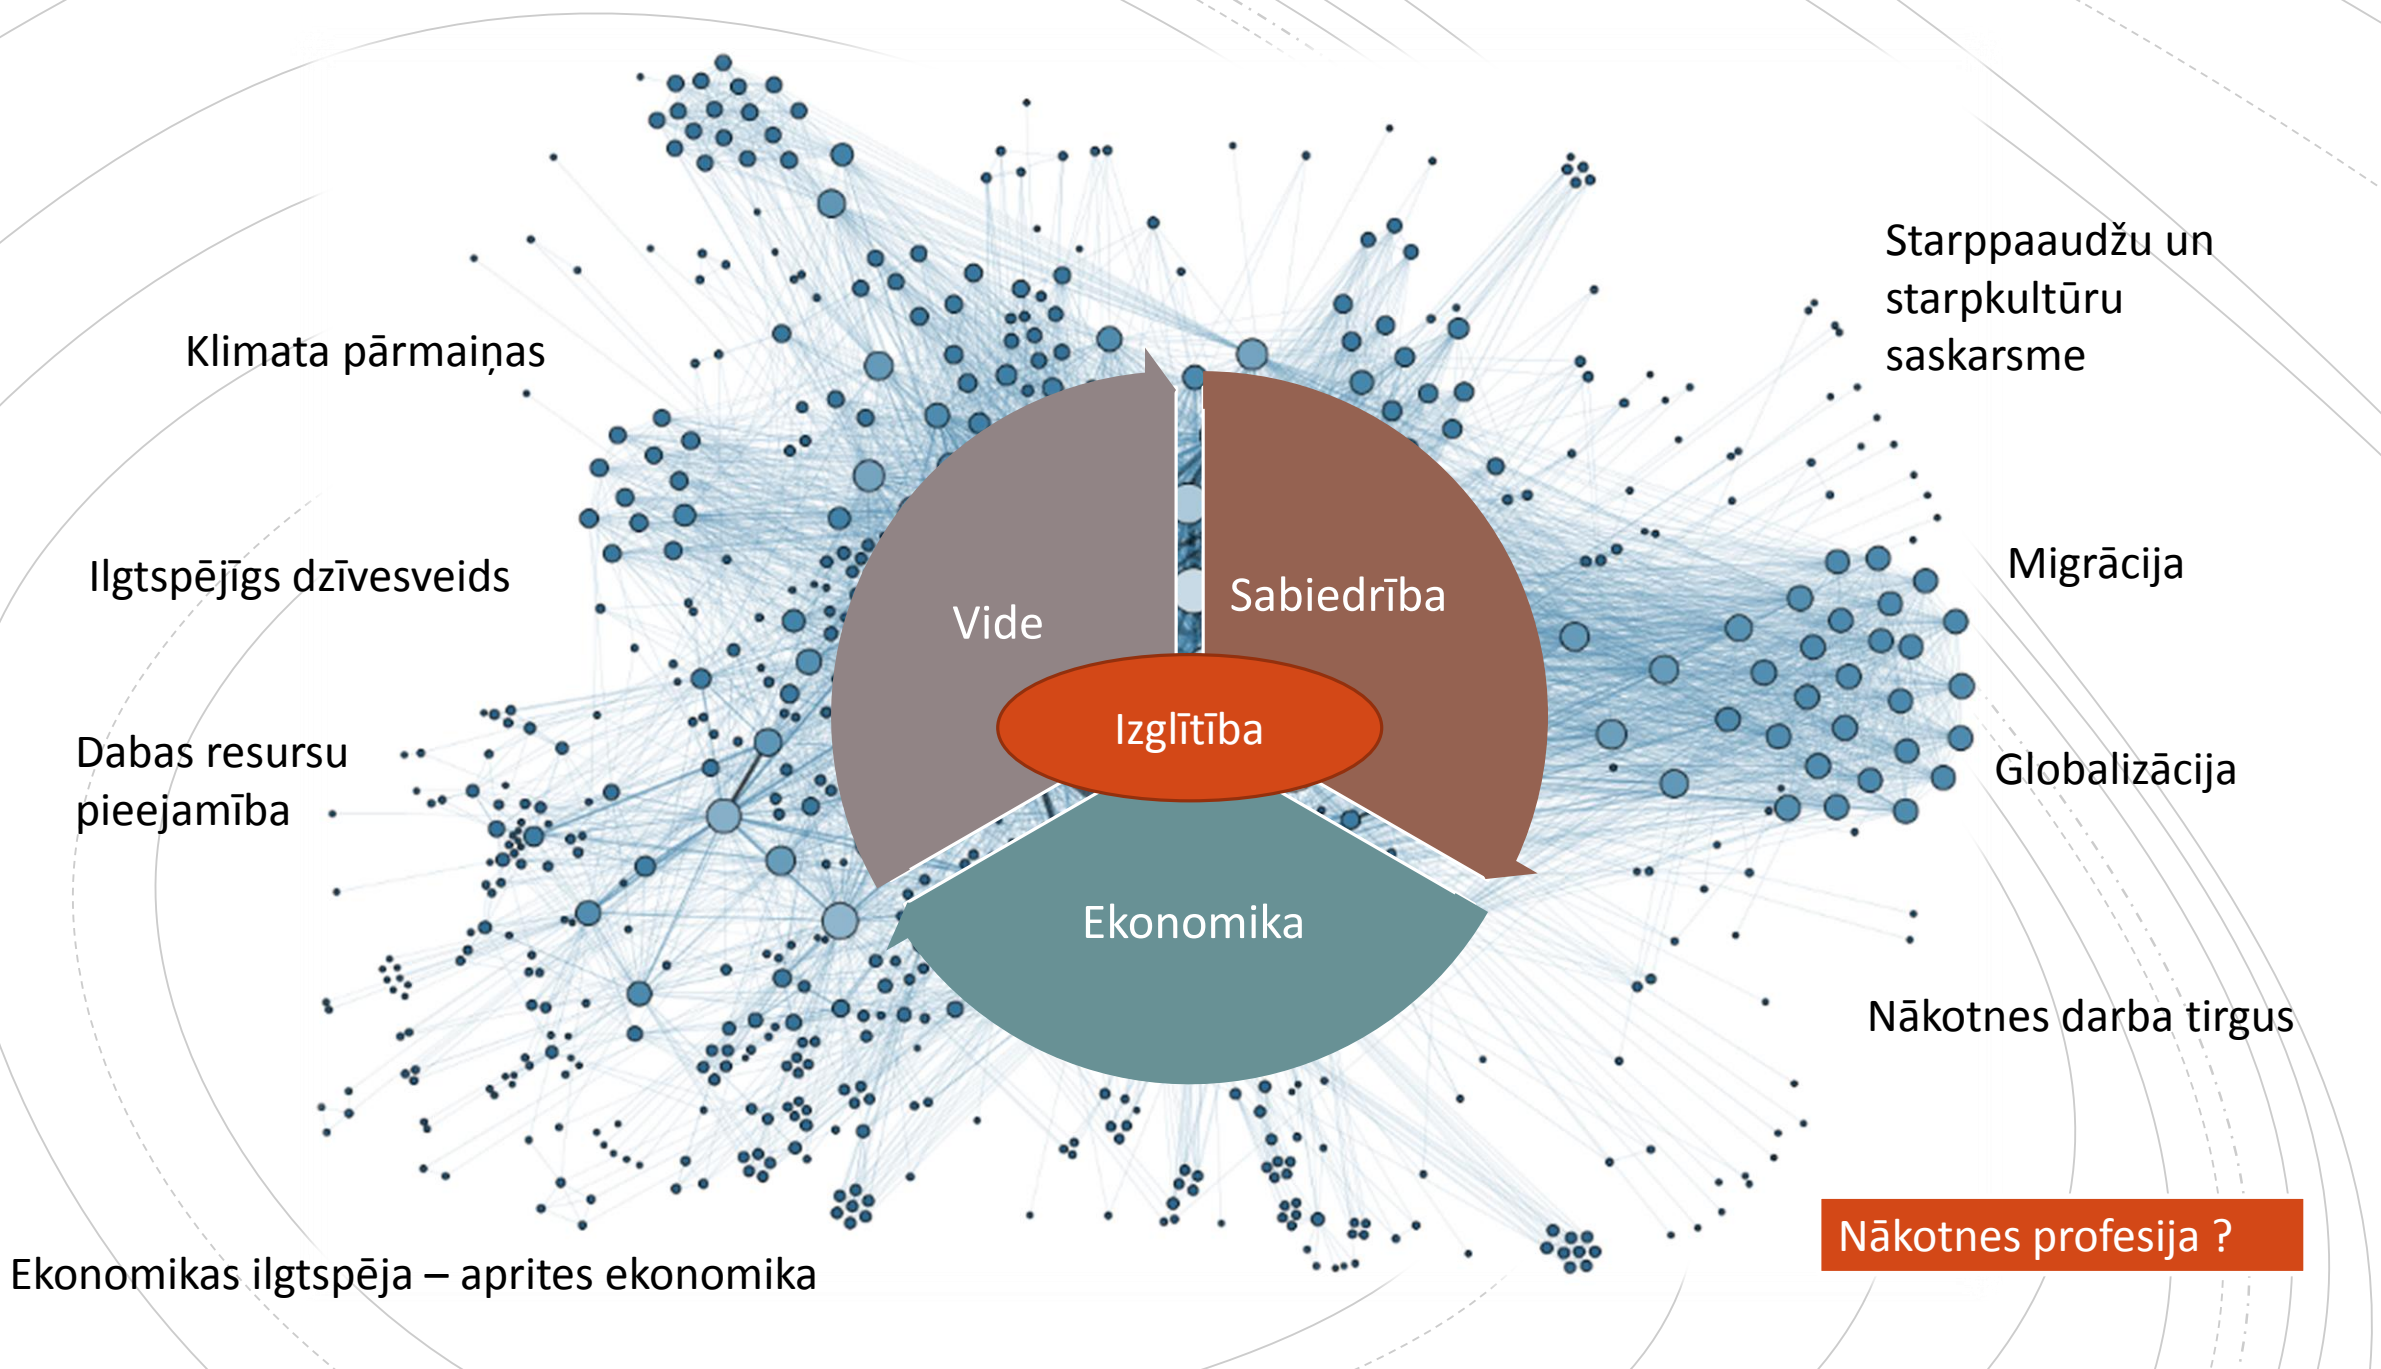 Klimata pārmaiņas
Ilgtspējīgs dzīvesveids
Dabas resursu
pieejamība
Ekonomikas ilgtspēja – aprites ekonomika
Vide
Sabiedrība
Izglītība
Ekonomika
Starppaaudžu un
starpkultūru
saskarsme
Migrācija
Globalizācija
Nākotnes darba tirgus
Nākotnes profesija ?